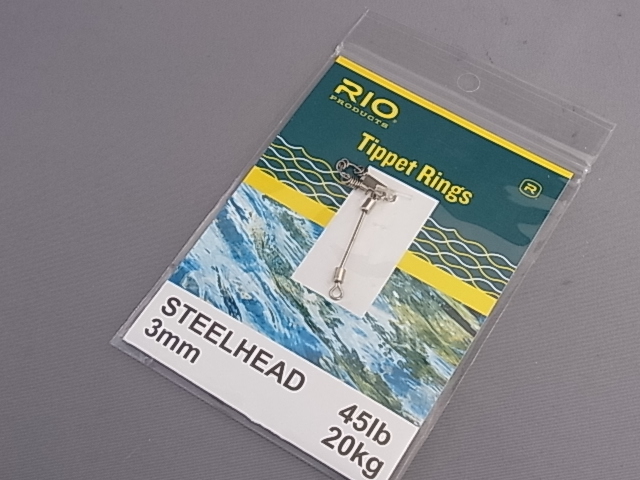 RIO
PRODUCTS
Tippet Rings
R
STEELHEAD
3mm
45lb
20kg